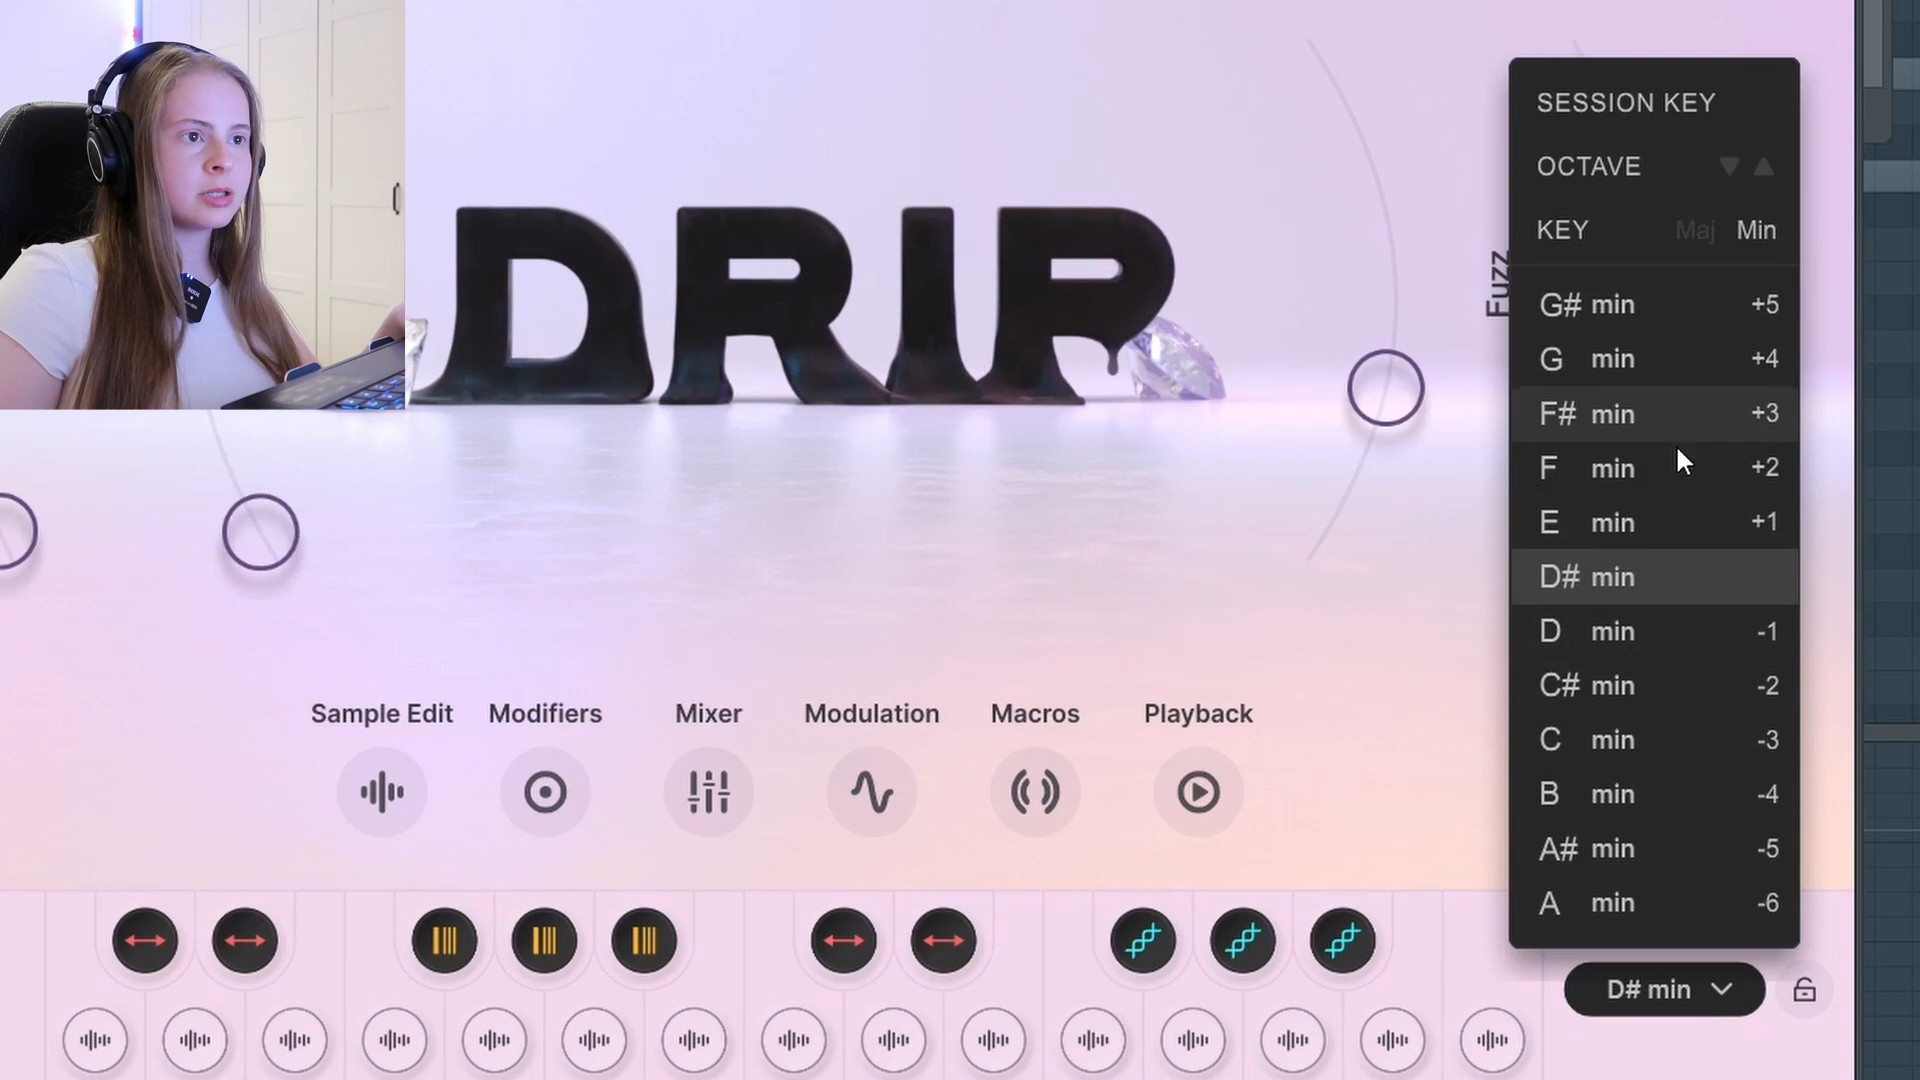 DRIP
Fuzz
SESSION KEY
OCTAVE
KEY Maj Min
G# min +5
G min +4
F# min +3
F min +2
E min +1
D# min
D min -1
C# min -2
C min -3
B min -4
A# min -5
A min -6
Sample Edit Modifiers Mixer Modulation Macros Playback
D# min